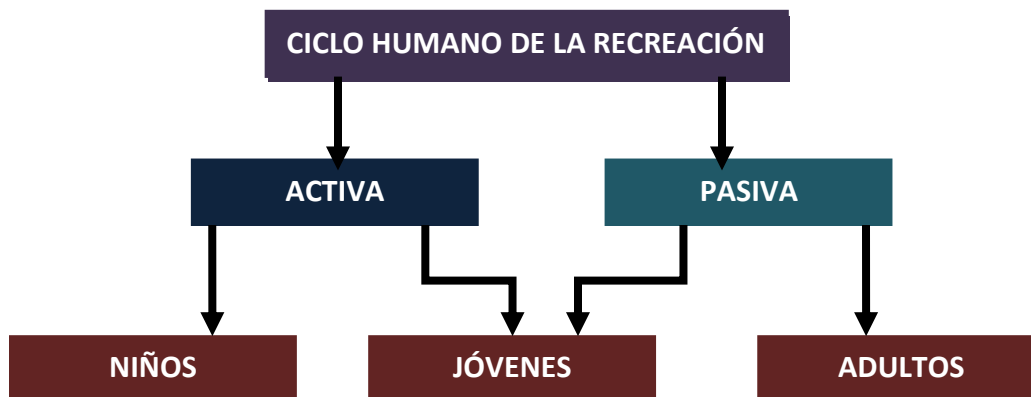 CICLO HUMANO DE LA RECREACIÓN
ACTIVA
PASIVA
NIÑOS
JÓVENES
ADULTOS